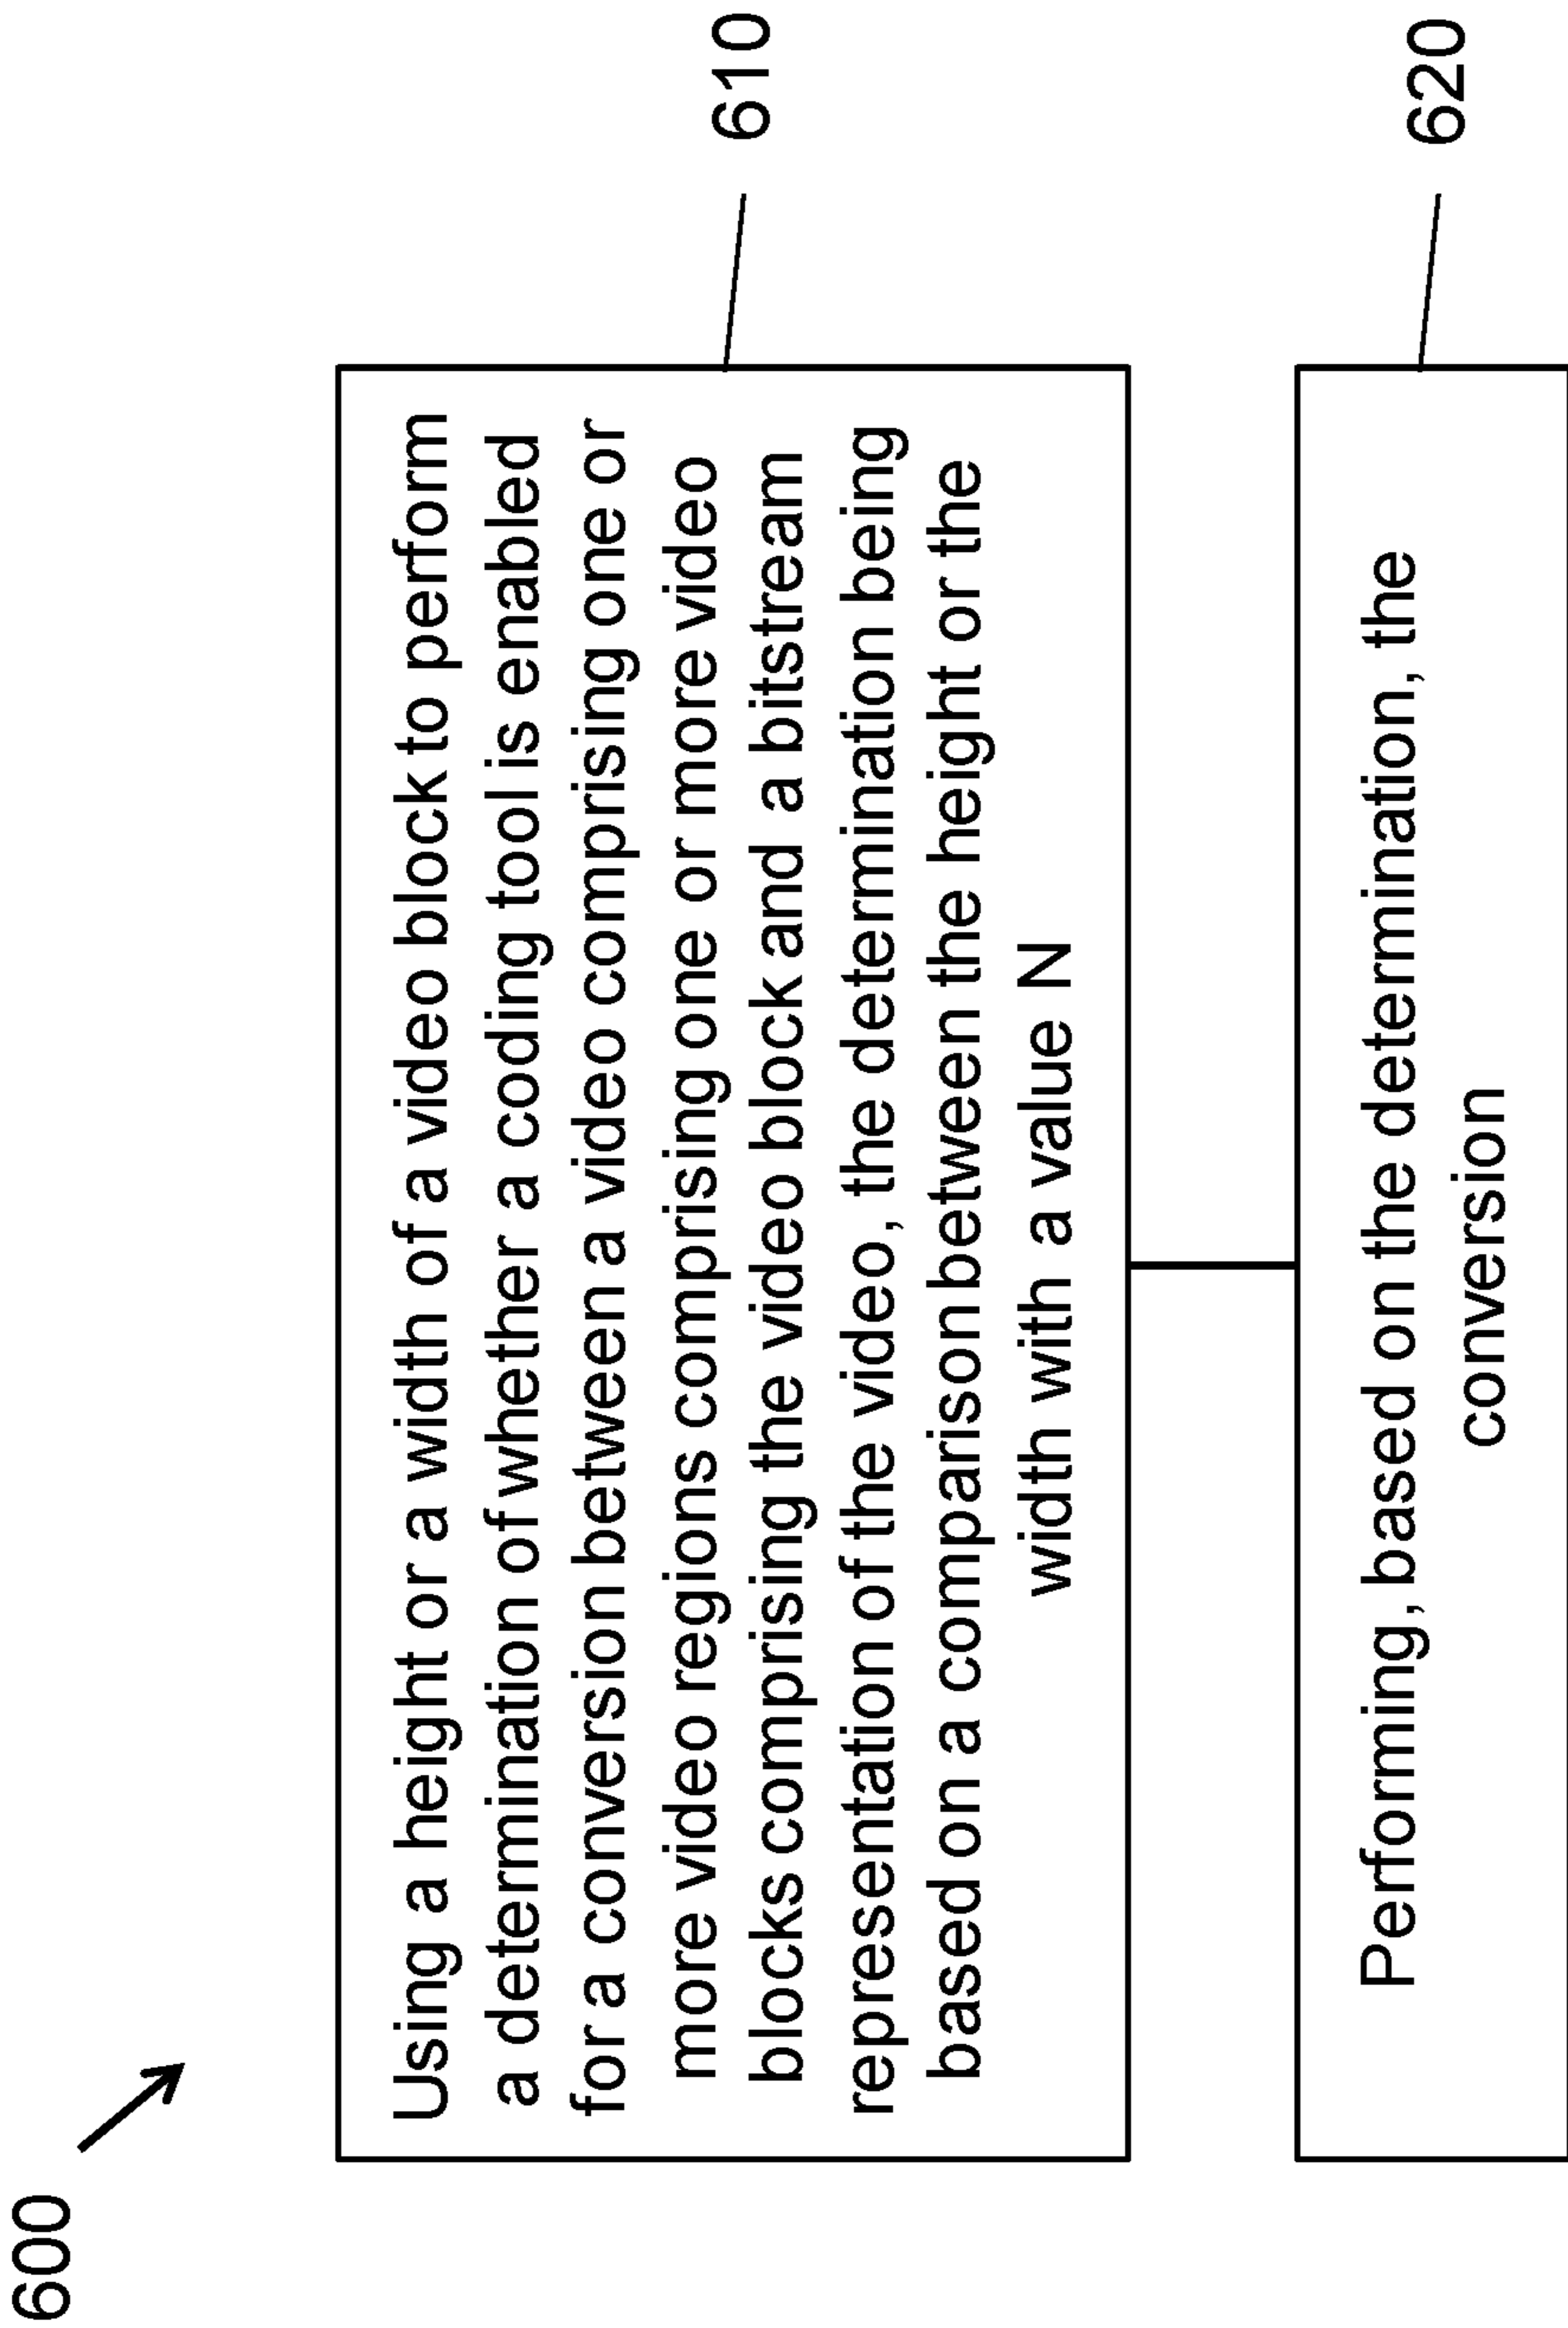 600
Using a height or a width of a video block to perform
a determination of whether a coding tool is enabled
for a conversion between a video comprising one or
more video regions comprising one or more video
blocks comprising the video block and a bitstream
representation of the video, the determination being
based on a comparison between the height or the
width with a value N
610
Performing, based on the determination, the
conversion
620